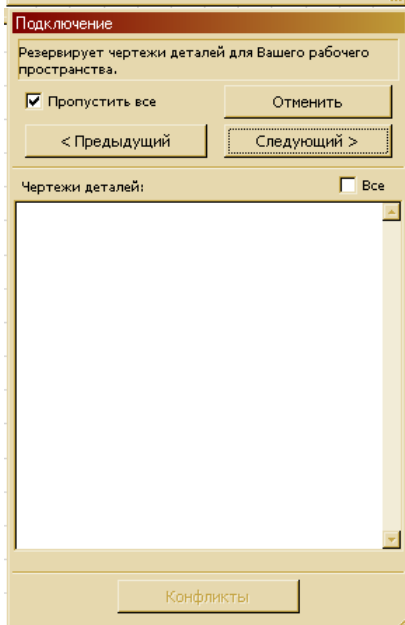 Подключение
Резервирует чертежи деталей для Вашего рабочего
пространства.
Пропустить все
Отменить
< Предыдущий
Следующий >
Чертежи деталей:
Все
Конфликты